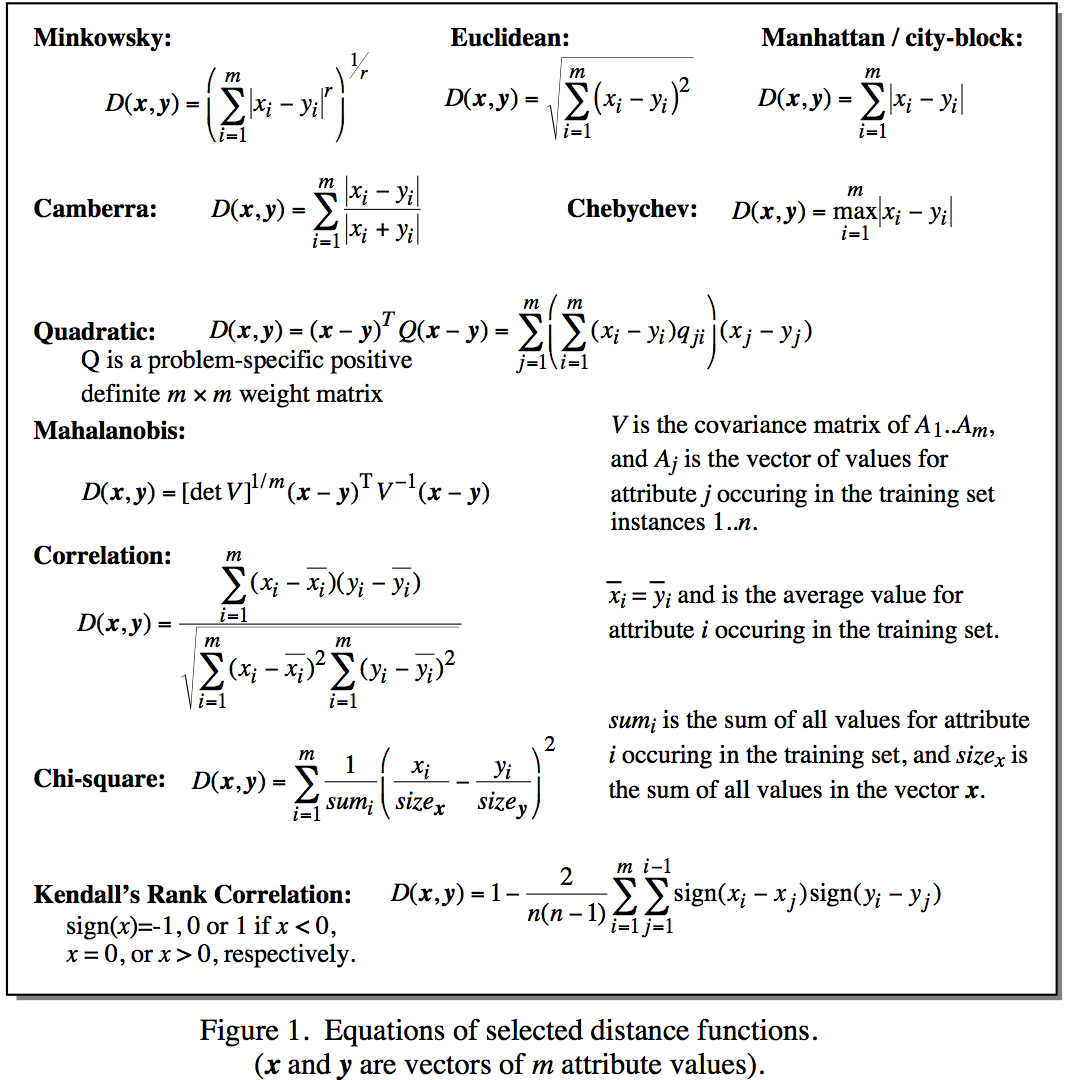 Minkowsky: Euclidean: Manhattan / city-block:
D(x,y) = (∑_{i=1}^{m} |x_i − y_i|^r)^{1/r} D(x,y) = √(∑_{i=1}^{m} (x_i − y_i)^2) D(x,y) = ∑_{i=1}^{m} |x_i − y_i|
Camberra: D(x,y) = ∑_{i=1}^{m} |x_i − y_i| / |x_i + y_i| Chebychev: D(x,y) = max_{i=1}^{m} |x_i − y_i|
Quadratic: D(x,y) = (x − y)^T Q(x − y) = ∑_{j=1}^{m} (∑_{i=1}^{m} (x_i − y_i)q_{ji}) (x_j − y_j)
Q is a problem-specific positive
definite m × m weight matrix
Mahalanobis:
D(x,y) = [det V]^{1/m} (x − y)^T V^{−1} (x − y)
V is the covariance matrix of A_1..A_m,
and A_j is the vector of values for
attribute j occuring in the training set
instances 1..n.
Correlation:
D(x,y) = ∑_{i=1}^{m} (x_i − x̅_i)(y_i − y̅_i) / √(∑_{i=1}^{m} (x_i − x̅_i)^2 ∑_{i=1}^{m} (y_i − y̅_i)^2)
x̅_i = y̅_i and is the average value for
attribute i occuring in the training set.
Chi-square: D(x,y) = ∑_{i=1}^{m} 1/sum_i (x_i/size_x − y_i/size_y)^2
sum_i is the sum of all values for attribute
i occuring in the training set, and size_x is
the sum of all values in the vector x.
Kendall's Rank Correlation: D(x,y) = 1 − 2/(n(n − 1)) ∑_{i=1}^{m} ∑_{j=1}^{i−1} sign(x_i − x_j)sign(y_i − y_j)
sign(x)=-1, 0 or 1 if x < 0,
x = 0, or x > 0, respectively.
Figure 1. Equations of selected distance functions.
(x and y are vectors of m attribute values).